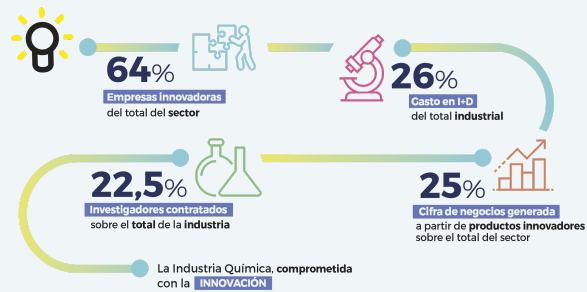 64%
Empresas innovadoras
del total del sector
26%
Gasto en I+D
del total industrial
25%
Cifra de negocios generada
a partir de productos innovadores
sobre el total del sector
22,5%
Investigadores contratados
sobre el total de la industria
La Industria Química, comprometida
con la INNOVACIÓN